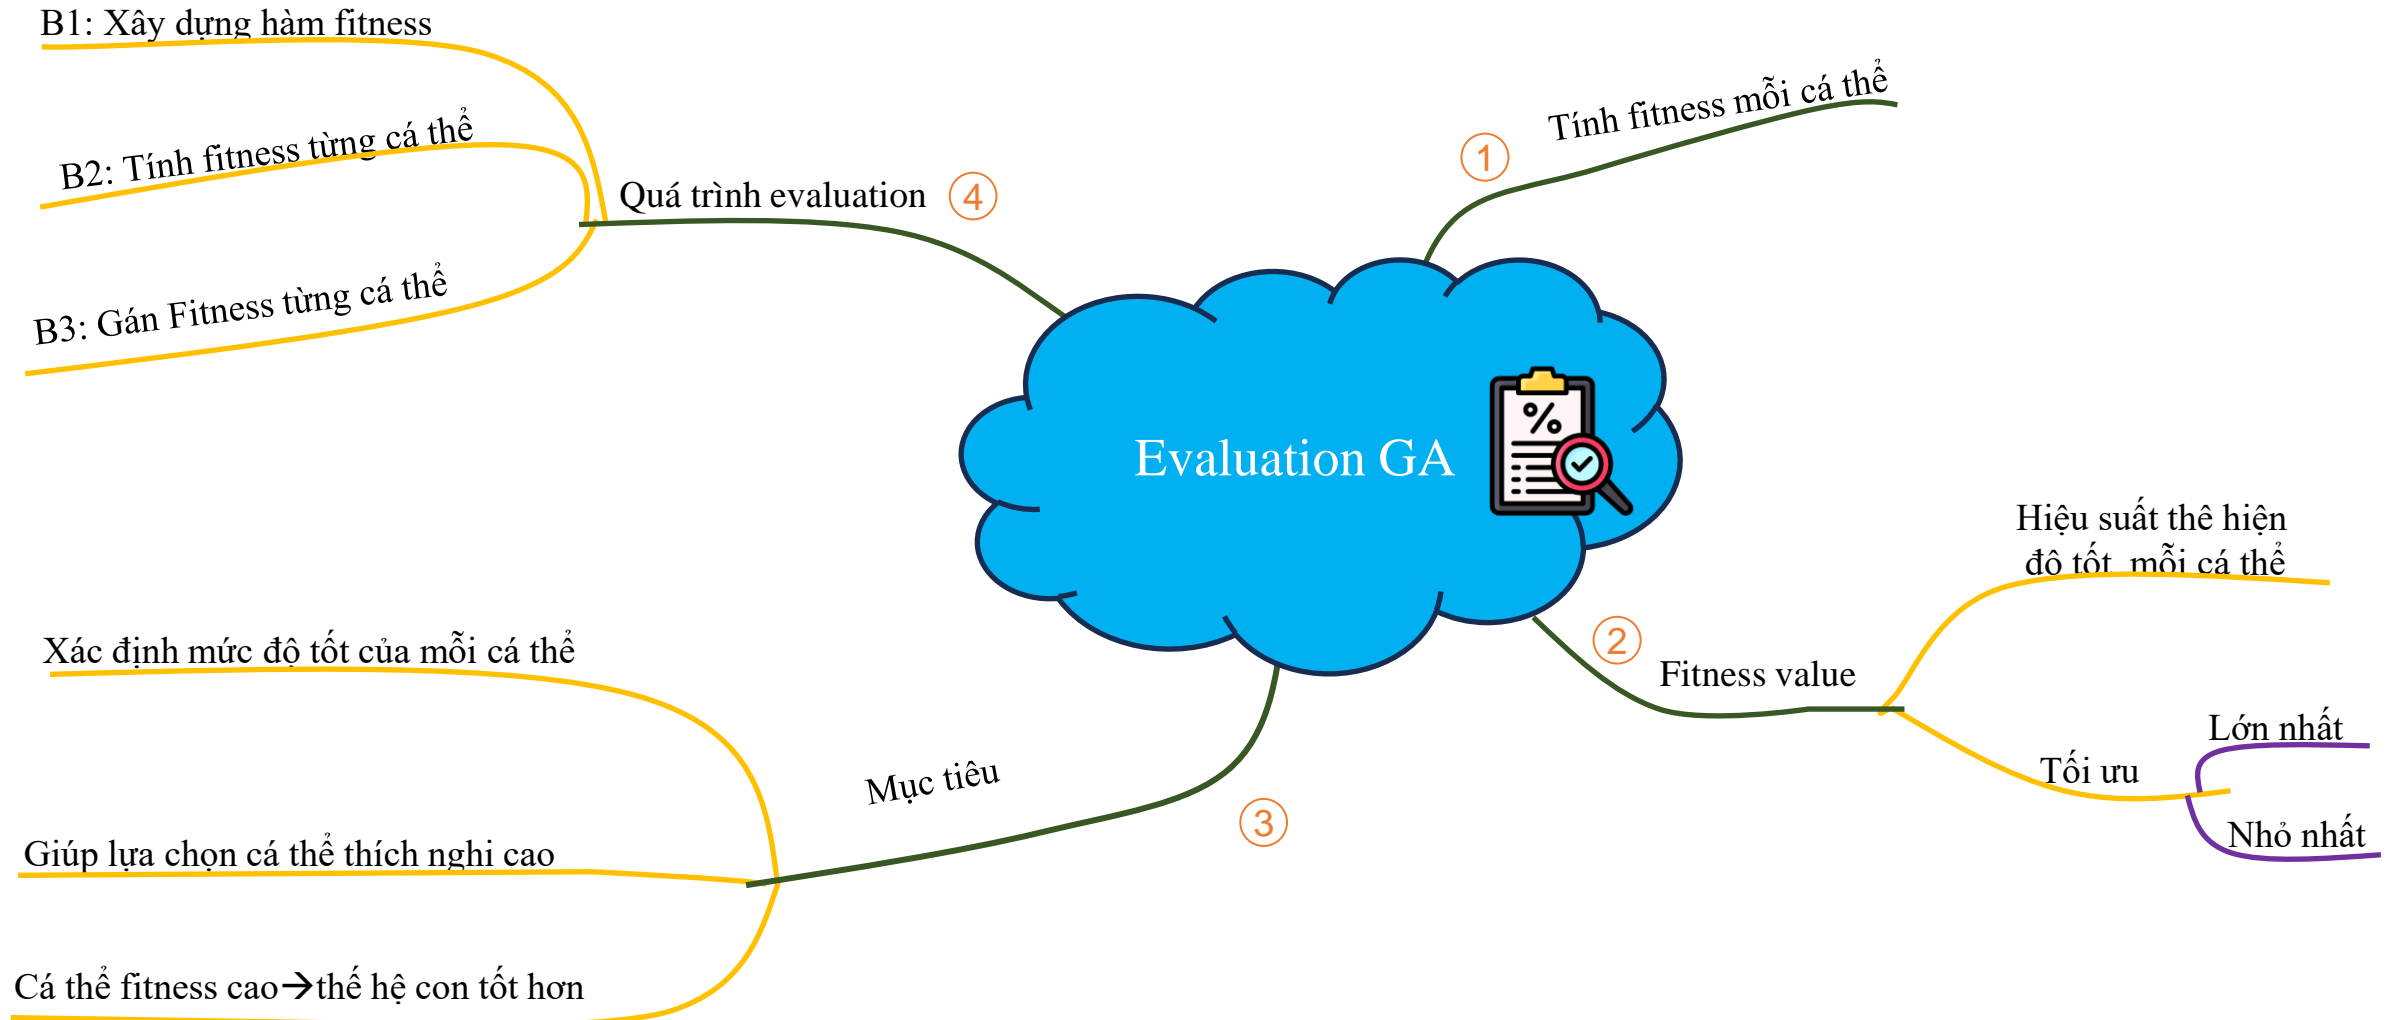 B1: Xây dựng hàm fitness
B2: Tính fitness từng cá thể
B3: Gán Fitness từng cá thể
Quá trình evaluation
4
1
Tính fitness mỗi cá thể
Evaluation GA
%
2
Fitness value
Hiệu suất thê hiện
độ tốt mỗi cá thể
Tối ưu
Lớn nhất
Nhỏ nhất
3
Mục tiêu
Xác định mức độ tốt của mỗi cá thể
Giúp lựa chọn cá thể thích nghi cao
Cá thể fitness cao→thế hệ con tốt hơn